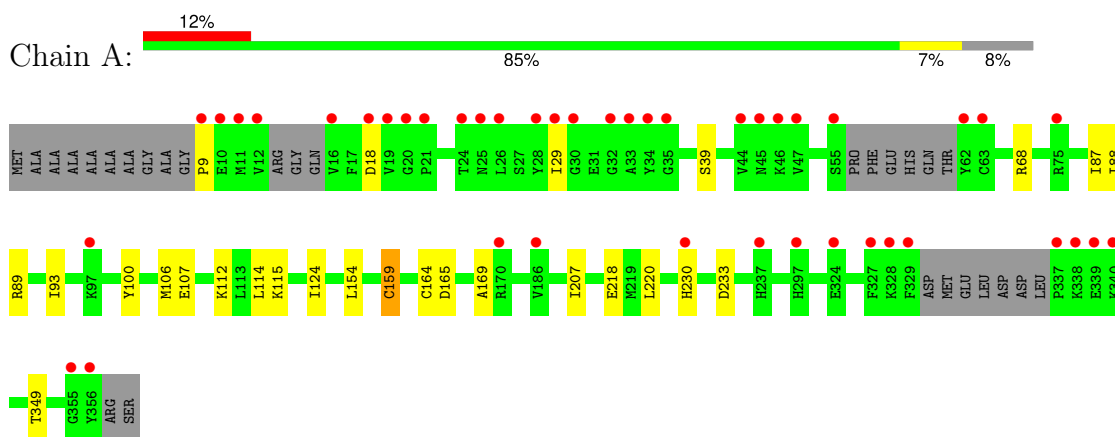 12%
Chain A:
85% 7% 8%
MET ALA ALA ALA ALA ALA ALA GLY ALA GLY P9 E10 M11 V12 ARG GLY GLN V16 F17 D18 V19 G20 P21 T24 N25 L26 S27 Y28 I29 G30 E31 G32 A33 Y34 G35 S39 V44 N45 K46 V47 S55 PRO PHE GLU HIS GLN THR Y62 C63 R68 R75 I87 I88
R89 I93 K97 Y100 M106 E107 K112 L113 L114 K115 I124 L154 C159 C164 D165 A169 R170 V186 I207 E218 M219 L220 H230 D233 H237 H297 E324 F327 K328 F329 ASP MET GLU LEU ASP ASP LEU P337 K338 E339 K340
T349 G355 Y356 ARG SER